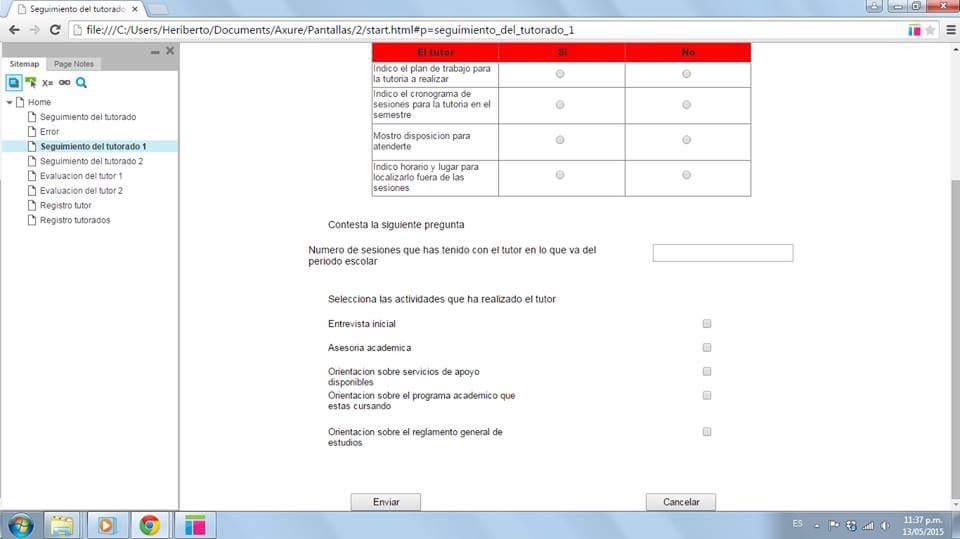 Seguimiento del tutorado
file:///C:/Users/Heriberto/Documents/Axure/Pantallas/2/start.html#p=seguimiento_del_tutorado_1
Sitemap
Page Notes
X=
Home
Seguimiento del tutorado
Error
Seguimiento del tutorado 1
Seguimiento del tutorado 2
Evaluacion del tutor 1
Evaluacion del tutor 2
Registro tutor
Registro tutorados
El tutor Si No
Indico el plan de trabajo para
la tutoria a realizar
Indico el cronograma de
sesiones para la tutoria en el
semestre
Mostro disposicion para
atenderte
Indico horario y lugar para
localizarlo fuera de las
sesiones
Contesta la siguiente pregunta
Numero de sesiones que has tenido con el tutor en lo que va del
periodo escolar
Selecciona las actividades que ha realizado el tutor
Entrevista inicial
Asesoria academica
Orientacion sobre servicios de apoyo
disponibles
Orientacion sobre el programa academico que
estas cursando
Orientacion sobre el reglamento general de
estudios
Enviar
Cancelar
ES
11:37 p.m.
13/05/2015